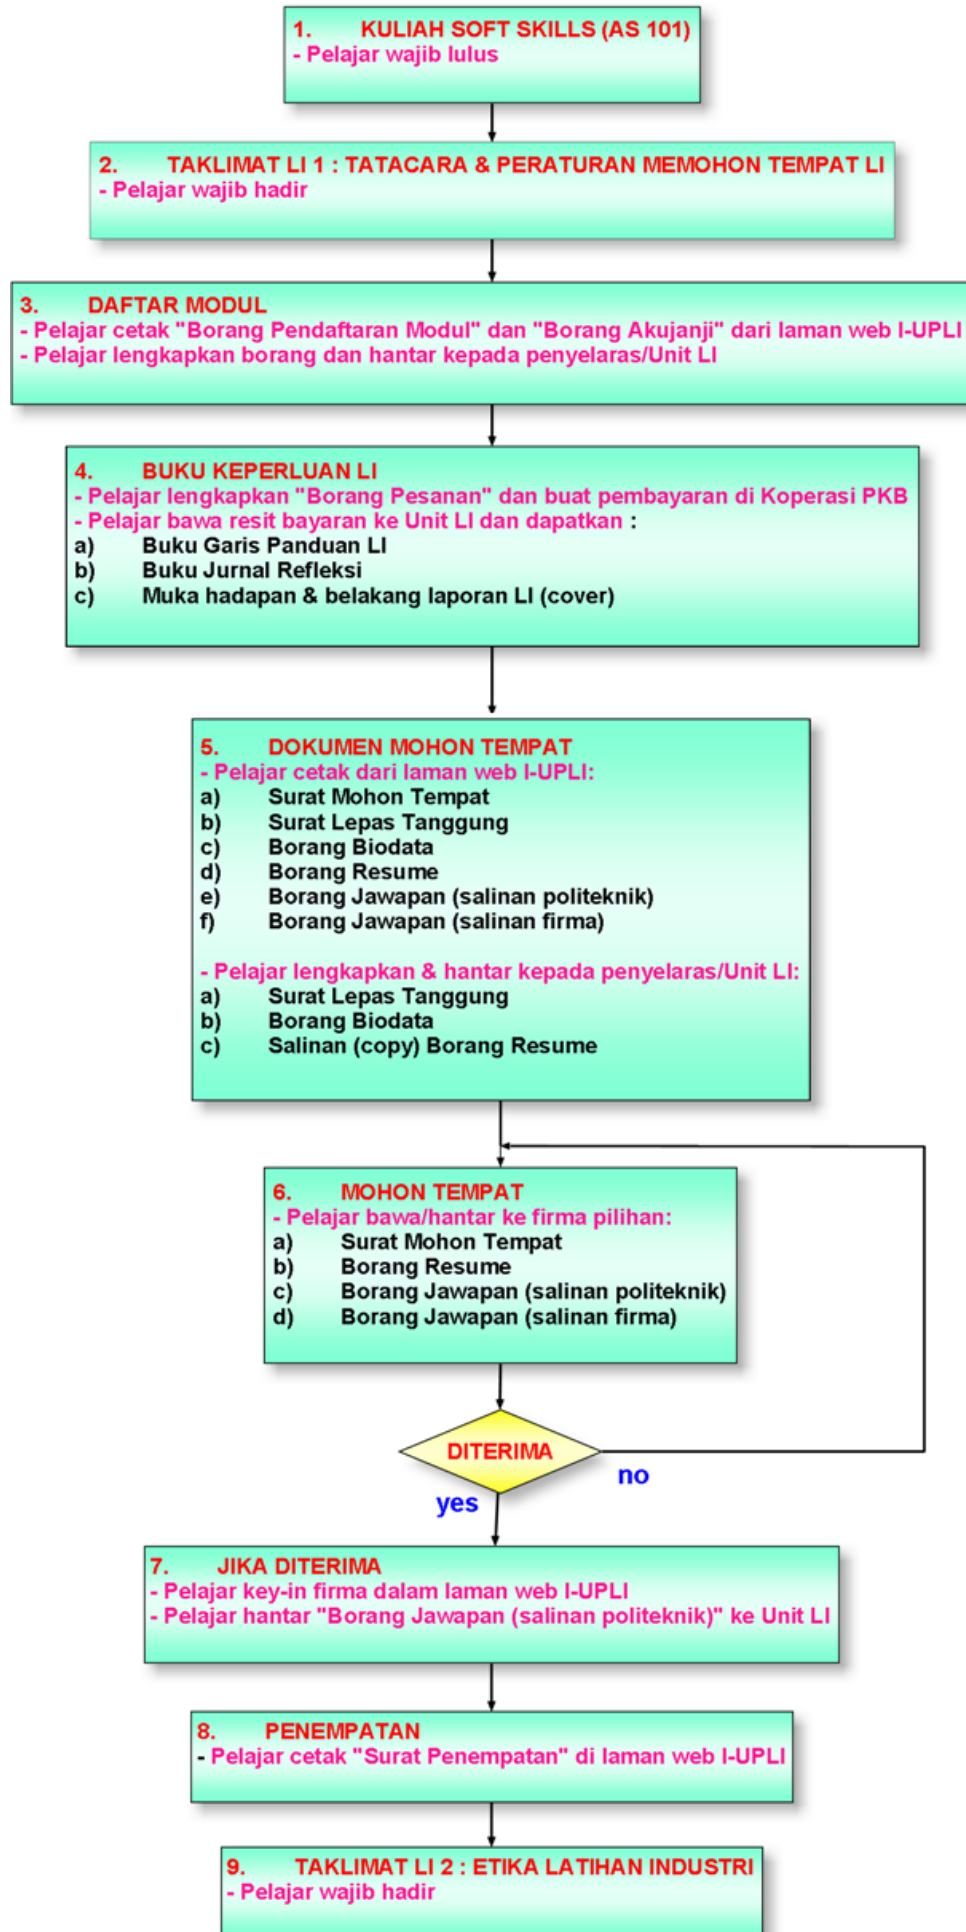 1. KULIAH SOFT SKILLS (AS 101)
- Pelajar wajib lulus
2. TAKLIMAT LI 1 : TATACARA & PERATURAN MEMOHON TEMPAT LI
- Pelajar wajib hadir
3. DAFTAR MODUL
- Pelajar cetak "Borang Pendaftaran Modul" dan "Borang Akujanji" dari laman web I-UPLI
- Pelajar lengkapkan borang dan hantar kepada penyelaras/Unit LI
4. BUKU KEPERLUAN LI
- Pelajar lengkapkan "Borang Pesanan" dan buat pembayaran di Koperasi PKB
- Pelajar bawa resit bayaran ke Unit LI dan dapatkan :
a) Buku Garis Panduan LI
b) Buku Jurnal Refleksi
c) Muka hadapan & belakang laporan LI (cover)
5. DOKUMEN MOHON TEMPAT
- Pelajar cetak dari laman web I-UPLI:
a) Surat Mohon Tempat
b) Surat Lepas Tanggung
c) Borang Biodata
d) Borang Resume
e) Borang Jawapan (salinan politeknik)
f) Borang Jawapan (salinan firma)
- Pelajar lengkapkan & hantar kepada penyelaras/Unit LI:
a) Surat Lepas Tanggung
b) Borang Biodata
c) Salinan (copy) Borang Resume
6. MOHON TEMPAT
- Pelajar bawa/hantar ke firma pilihan:
a) Surat Mohon Tempat
b) Borang Resume
c) Borang Jawapan (salinan politeknik)
d) Borang Jawapan (salinan firma)
DITERIMA
no
yes
7. JIKA DITERIMA
- Pelajar key-in firma dalam laman web I-UPLI
- Pelajar hantar "Borang Jawapan (salinan politeknik)" ke Unit LI
8. PENEMPATAN
- Pelajar cetak "Surat Penempatan" di laman web I-UPLI
9. TAKLIMAT LI 2 : ETIKA LATIHAN INDUSTRI
- Pelajar wajib hadir